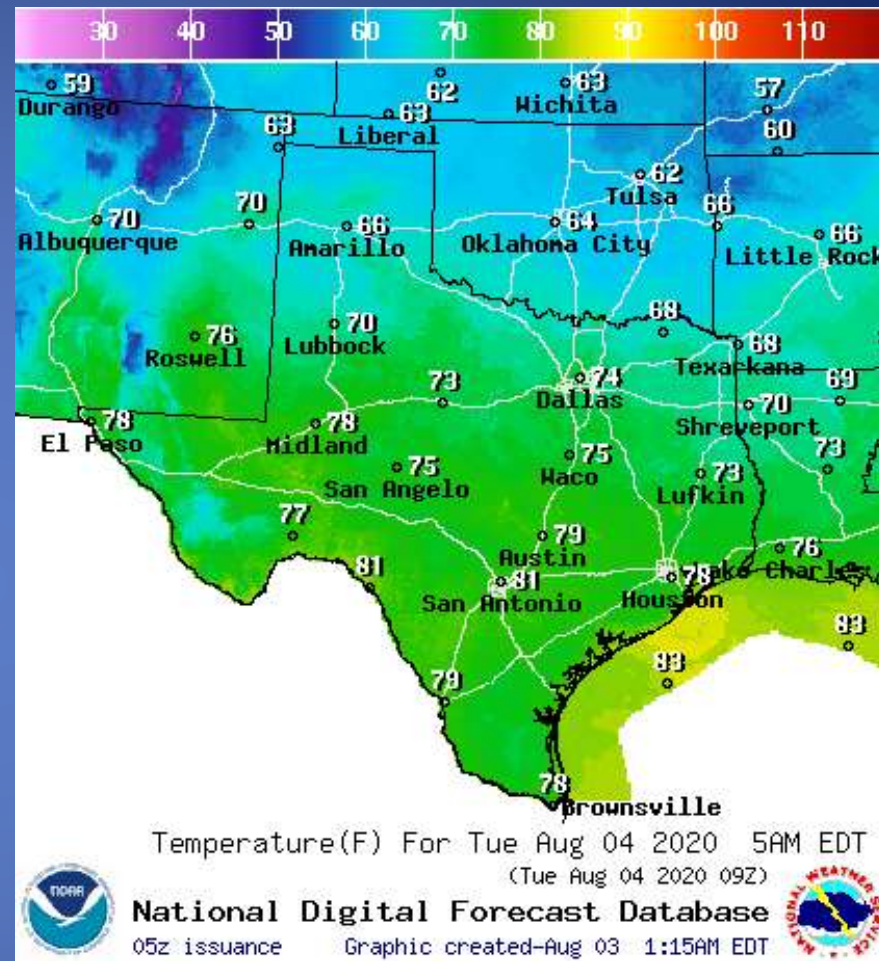 30 40 50 60 70 80 90 100 110
59
Durango
62
63
Wichita
57
63
Liberal
63
60
62
Tulsa
70
Albuquerque
70
66
Amarillo
64
Oklahoma City
66
66
Little Rock
76
Roswell
70
Lubbock
68
68
Texarkana
74
Dallas
73
70
Shreveport
69
78
El Paso
78
Midland
75
San Angelo
75
Waco
73
Lufkin
73
77
79
Austin
76
Lake Charles
81
81
San Antonio
78
Houston
83
83
79
78
Brownsville
Temperature(F) For Tue Aug 04 2020 5AM EDT
(Tue Aug 04 2020 09Z)
NOAA
National Digital Forecast Database
05z issuance Graphic created-Aug 03 1:15AM EDT
NATIONAL WEATHER SERVICE